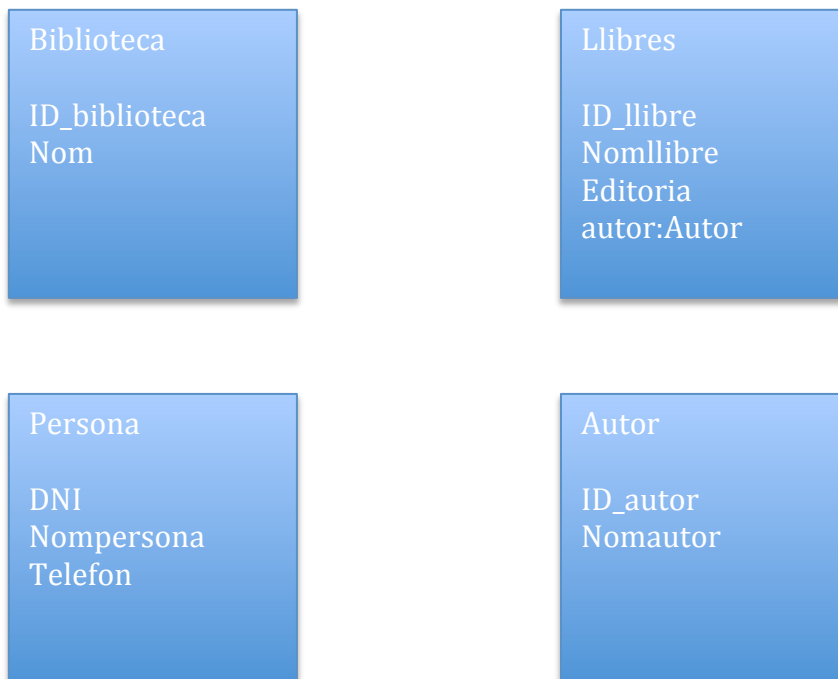 Biblioteca
ID_biblioteca
Nom
Llibres
ID_llibre
Nomllibre
Editoria
autor:Autor
Persona
DNI
Nompersona
Telefon
Autor
ID_autor
Nomautor